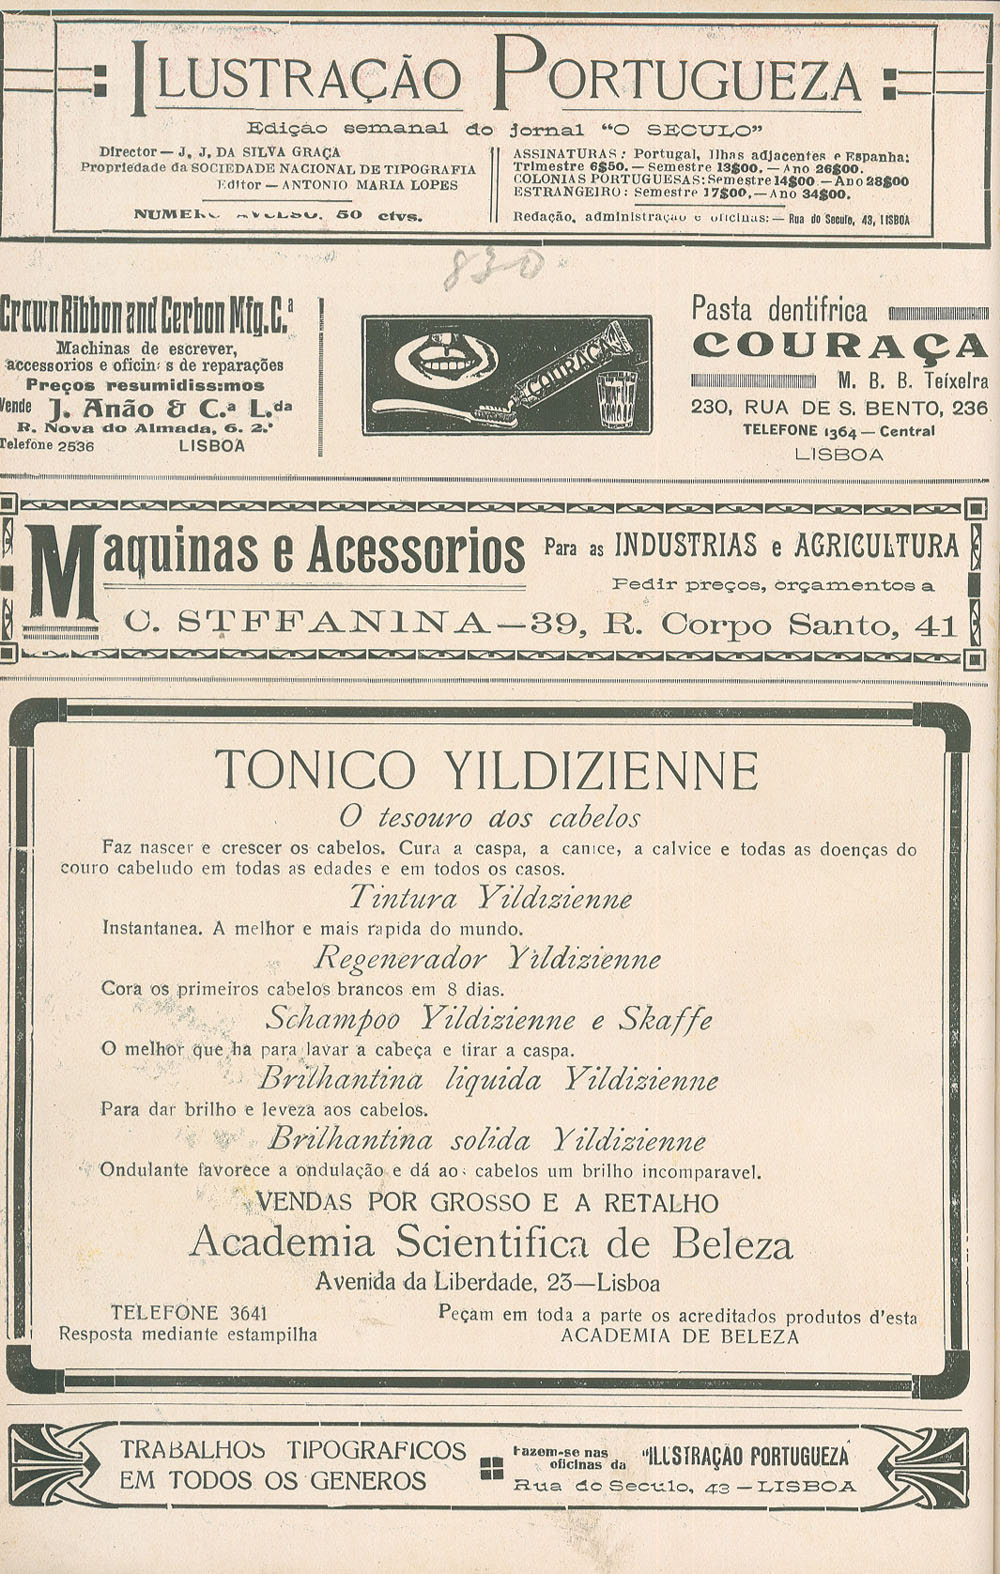 ILUSTRAÇÃO PORTUGUEZA
Edição semanal do jornal “O SECULO”
Director — J. J. DA SILVA GRAÇA
Propriedade da SOCIEDADE NACIONAL DE TIPOGRAFIA
Editor — ANTONIO MARIA LOPES
NUMERO AVULSO, 50 ctvs.
ASSINATURAS: Portugal, Ilhas adjacentes e Espanha:
Trimestre 6$50. — Semestre 13$00. — Ano 26$00.
COLONIAS PORTUGUESAS: Semestre 14$00 — Ano 28$00
ESTRANGEIRO: Semestre 17$00. — Ano 34$00.
Redação, administração e oficinas: — Rua do Seculo, 43, LISBOA
830
Crown Ribbon and Cerbon Mfg. C.ª
Machinas de escrever,
accessorios e oficinas de reparações
Preços resumidissimos
Vende J. Anão & C.ª L.da
R. Nova do Almada, 6. 2.º
Telefone 2536 LISBOA
COURAÇA
Pasta dentifrica
COURAÇA
M. B. B. Teixeira
230, RUA DE S. BENTO, 236
TELEFONE 1364 — Central
LISBOA
Maquinas e Acessorios Para as INDUSTRIAS e AGRICULTURA
Pedir preços, orçamentos a
C. STEFFANINA — 39, R. Corpo Santo, 41
TONICO YILDIZIENNE
O tesouro dos cabelos
Faz nascer e crescer os cabelos. Cura a caspa, a canice, a calvice e todas as doenças do
couro cabeludo em todas as edades e em todos os casos.
Tintura Yildizienne
Instantanea. A melhor e mais rapida do mundo.
Regenerador Yildizienne
Cora os primeiros cabelos brancos em 8 dias.
Schampoo Yildizienne e Skaffe
O melhor que ha para lavar a cabeça e tirar a caspa.
Brilhantina liquida Yildizienne
Para dar brilho e leveza aos cabelos.
Brilhantina solida Yildizienne
Ondulante favorece a ondulação e dá aos cabelos um brilho incomparavel.
VENDAS POR GROSSO E A RETALHO
Academia Scientifica de Beleza
Avenida da Liberdade, 23—Lisboa
TELEFONE 3641
Resposta mediante estampilha
Peçam em toda a parte os acreditados produtos d'esta
ACADEMIA DE BELEZA
TRABALHOS TIPOGRAFICOS
EM TODOS OS GENEROS
Fazem-se nas
oficinas da “ILUSTRAÇÃO PORTUGUEZA”
Rua do Seculo, 43 — LISBOA